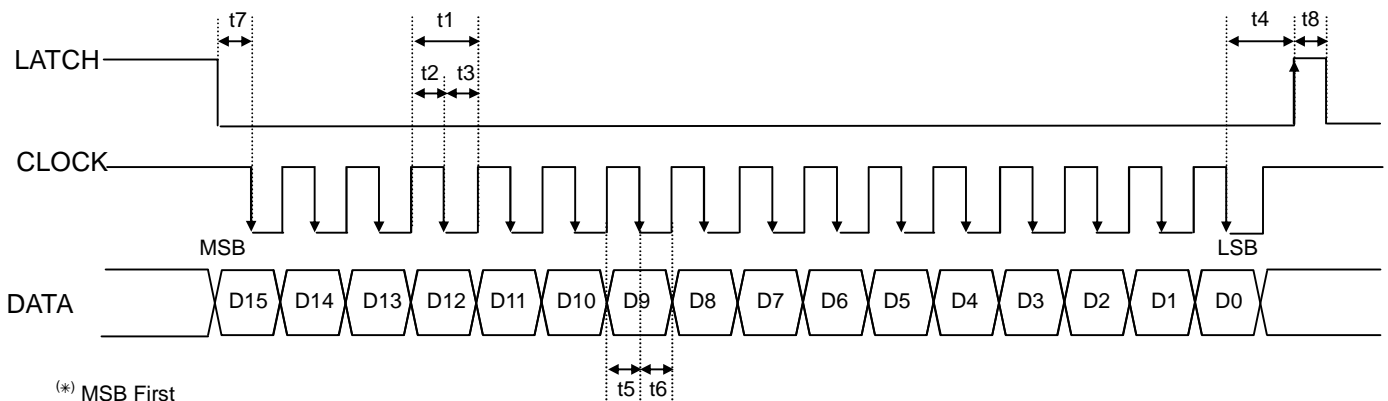 t7 t1 t4 t8
LATCH
t2 t3
CLOCK
MSB LSB
DATA D15 D14 D13 D12 D11 D10 D9 D8 D7 D6 D5 D4 D3 D2 D1 D0
t5 t6
(*) MSB First